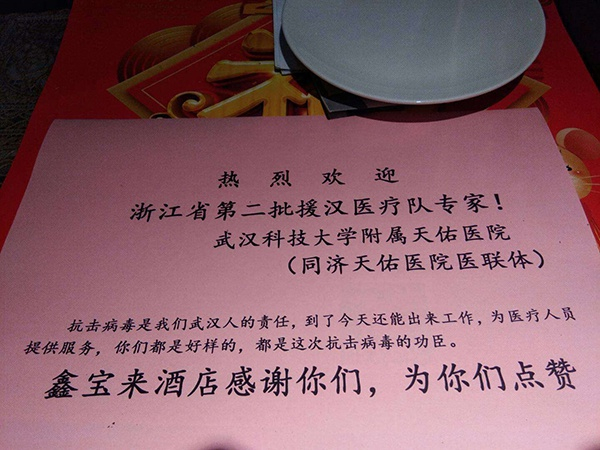 热烈欢迎
浙江省第二批援汉医疗队专家！
武汉科技大学附属天佑医院
（同济天佑医院医联体）
抗击病毒是我们武汉人的责任，到了今天还能出来工作，为医疗人员
提供服务，你们都是好样的，都是这次抗击病毒的功臣。
鑫宝来酒店感谢你们，为你们点赞